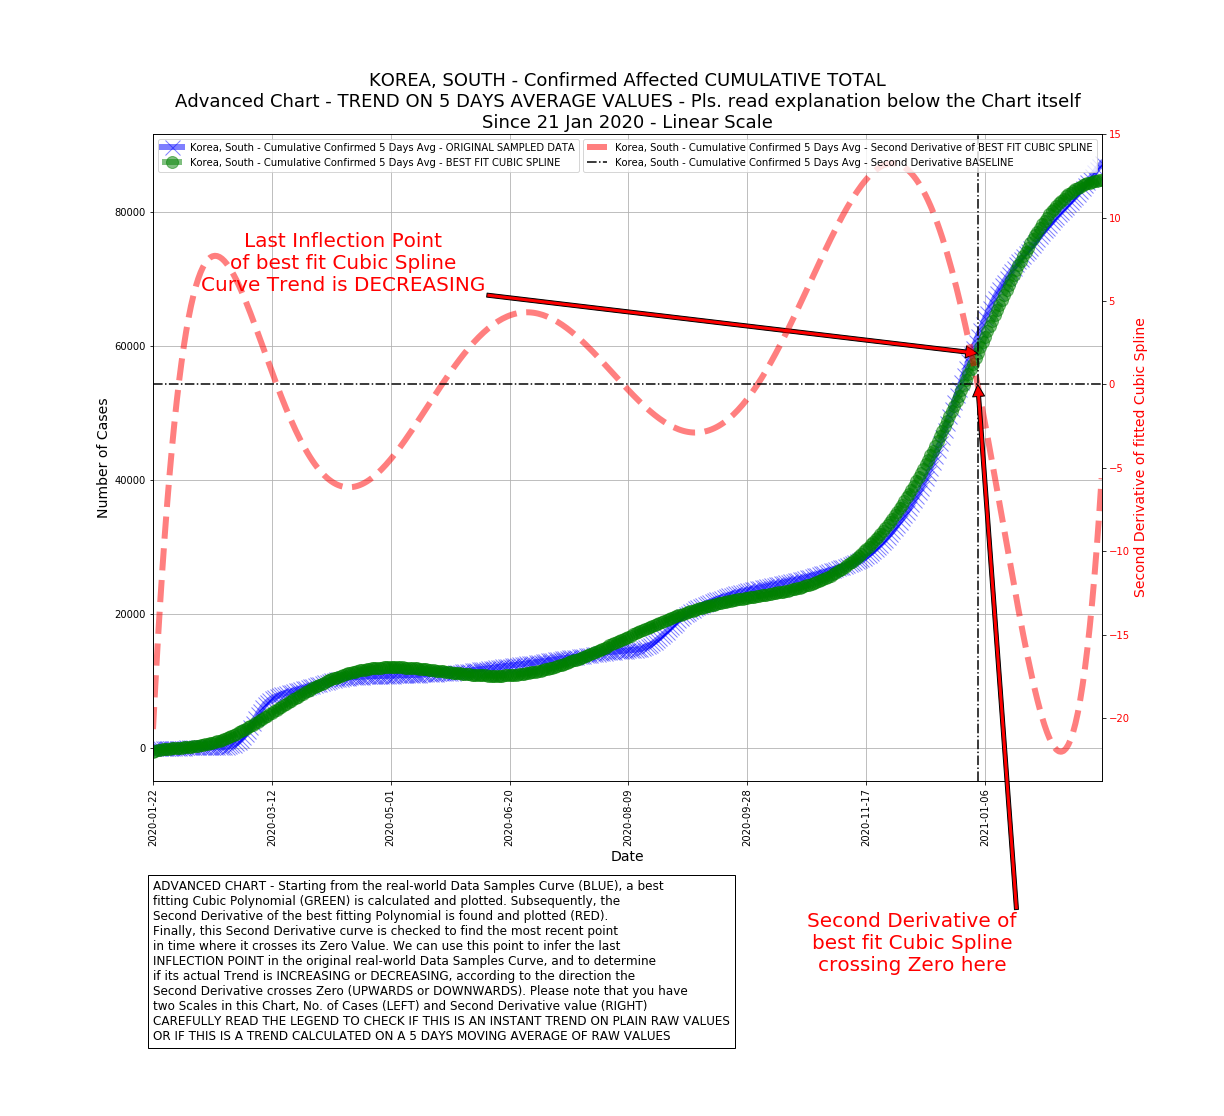 KOREA, SOUTH - Confirmed Affected CUMULATIVE TOTAL
Advanced Chart - TREND ON 5 DAYS AVERAGE VALUES - Pls. read explanation below the Chart itself
Since 21 Jan 2020 - Linear Scale
Korea, South - Cumulative Confirmed 5 Days Avg - ORIGINAL SAMPLED DATA
Korea, South - Cumulative Confirmed 5 Days Avg - BEST FIT CUBIC SPLINE
Korea, South - Cumulative Confirmed 5 Days Avg - Second Derivative of BEST FIT CUBIC SPLINE
Korea, South - Cumulative Confirmed 5 Days Avg - Second Derivative BASELINE
Last Inflection Point
of best fit Cubic Spline
Curve Trend is DECREASING
Number of Cases
80000
60000
40000
20000
0
15
10
5
0
−5
−10
−15
−20
Second Derivative of fitted Cubic Spline
2020-01-22
2020-03-12
2020-05-01
2020-06-20
2020-08-09
2020-09-28
2020-11-17
2021-01-06
Date
ADVANCED CHART - Starting from the real-world Data Samples Curve (BLUE), a best
fitting Cubic Polynomial (GREEN) is calculated and plotted. Subsequently, the
Second Derivative of the best fitting Polynomial is found and plotted (RED).
Finally, this Second Derivative curve is checked to find the most recent point
in time where it crosses its Zero Value. We can use this point to infer the last
INFLECTION POINT in the original real-world Data Samples Curve, and to determine
if its actual Trend is INCREASING or DECREASING, according to the direction the
Second Derivative crosses Zero (UPWARDS or DOWNWARDS). Please note that you have
two Scales in this Chart, No. of Cases (LEFT) and Second Derivative value (RIGHT)
CAREFULLY READ THE LEGEND TO CHECK IF THIS IS AN INSTANT TREND ON PLAIN RAW VALUES
OR IF THIS IS A TREND CALCULATED ON A 5 DAYS MOVING AVERAGE OF RAW VALUES
Second Derivative of
best fit Cubic Spline
crossing Zero here